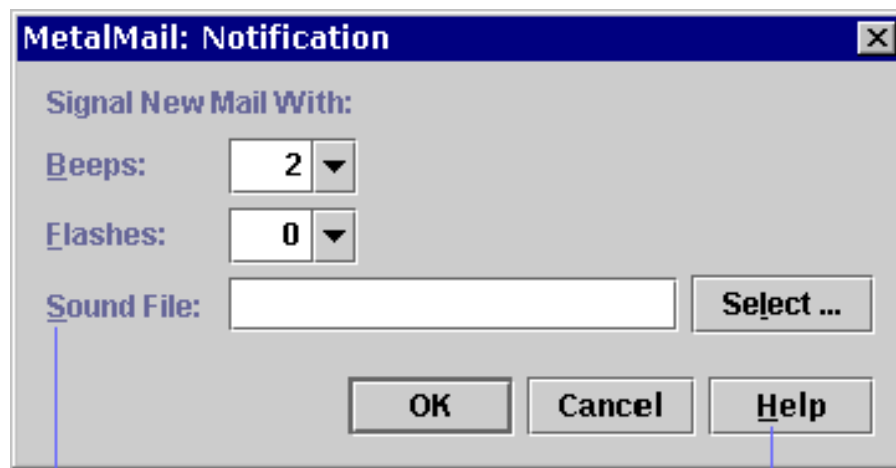 MetalMail: Notification
Signal New Mail With:
Beeps: 2
Flashes: 0
Sound File: Select ...
OK Cancel Help